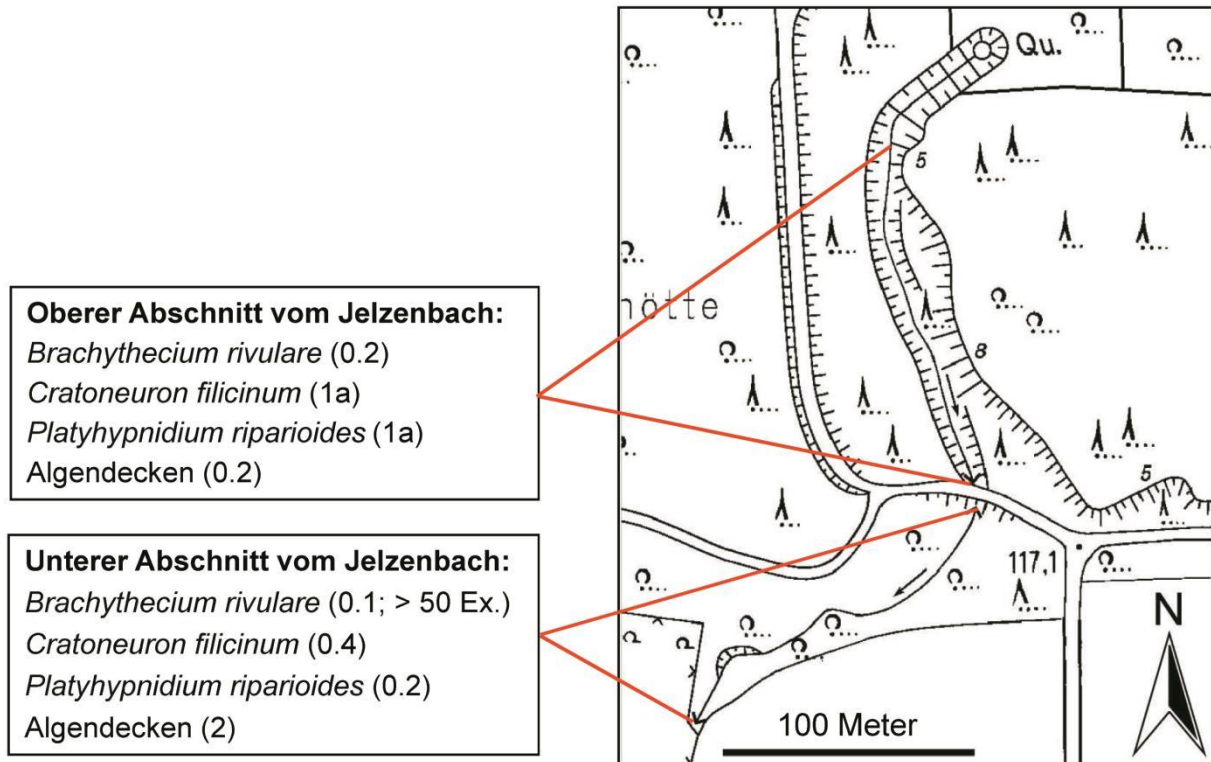 Oberer Abschnitt vom Jelzenbach:
Brachythecium rivulare (0.2)
Cratoneuron filicinum (1a)
Platyhypnidium riparioides (1a)
Algendecken (0.2)
Unterer Abschnitt vom Jelzenbach:
Brachythecium rivulare (0.1; > 50 Ex.)
Cratoneuron filicinum (0.4)
Platyhypnidium riparioides (0.2)
Algendecken (2)
Qu.
5
hötte
8
5
117,1
N
100 Meter